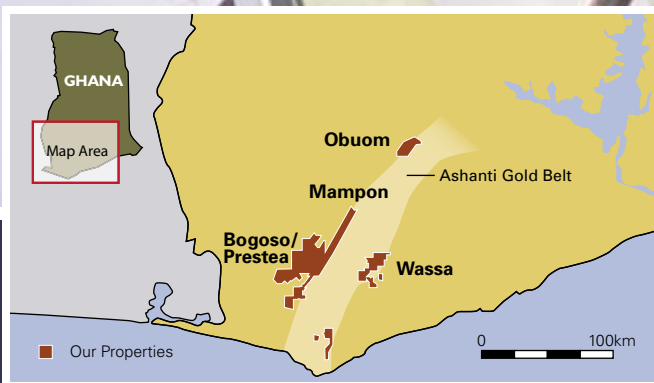 GHANA
Map Area
Obuom
Ashanti Gold Belt
Mampon
Bogoso/
Prestea
Wassa
Our Properties
0 100km